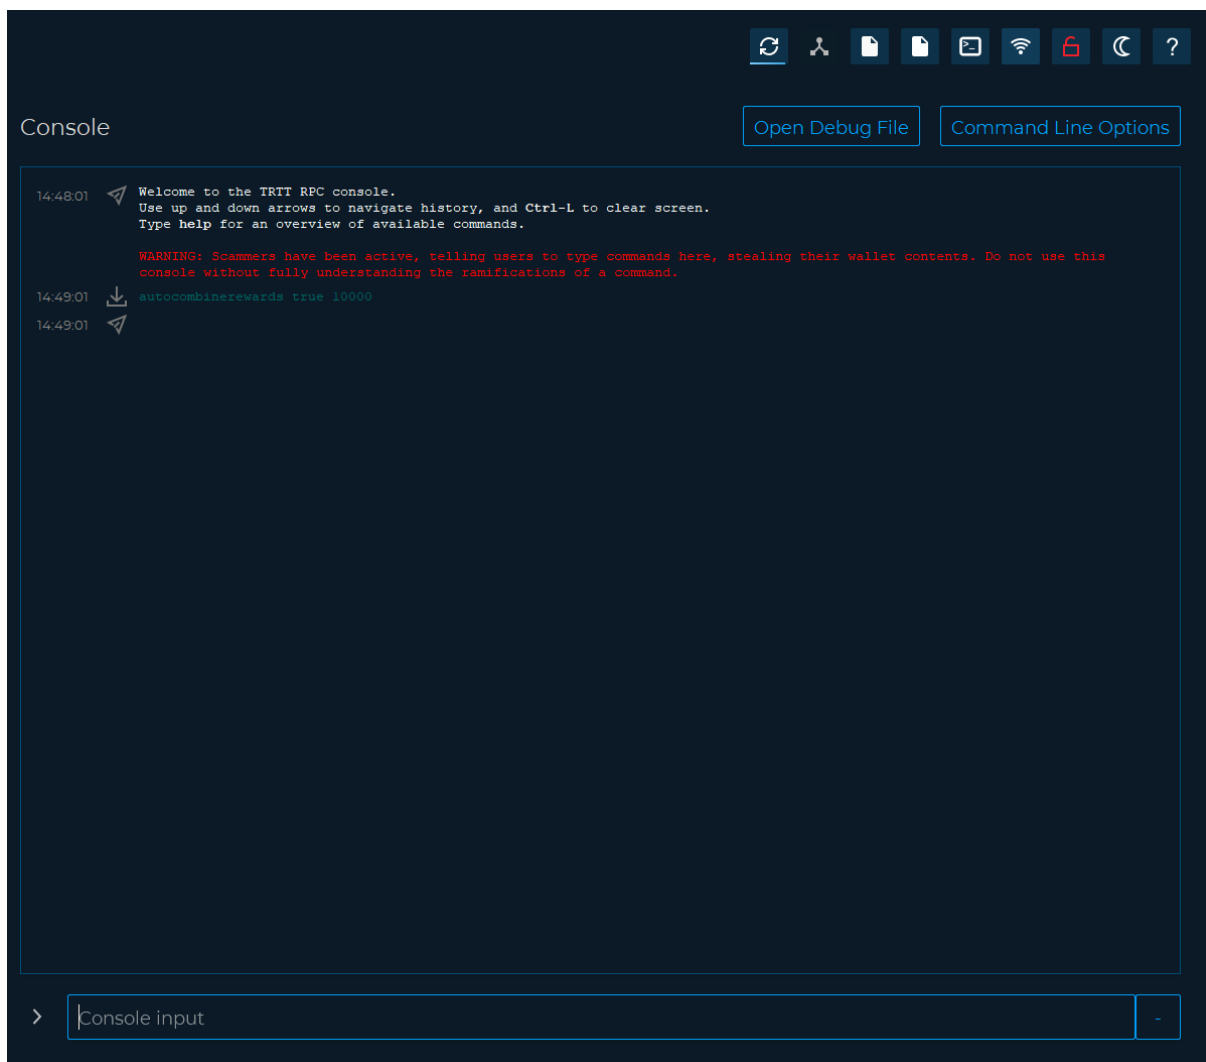 ?
Console
Open Debug File
Command Line Options
14:48:01 Welcome to the TRTT RPC console.
Use up and down arrows to navigate history, and Ctrl-L to clear screen.
Type help for an overview of available commands.
WARNING: Scammers have been active, telling users to type commands here, stealing their wallet contents. Do not use this
console without fully understanding the ramifications of a command.
14:49:01 autocombinerewards true 10000
14:49:01
Console input
-